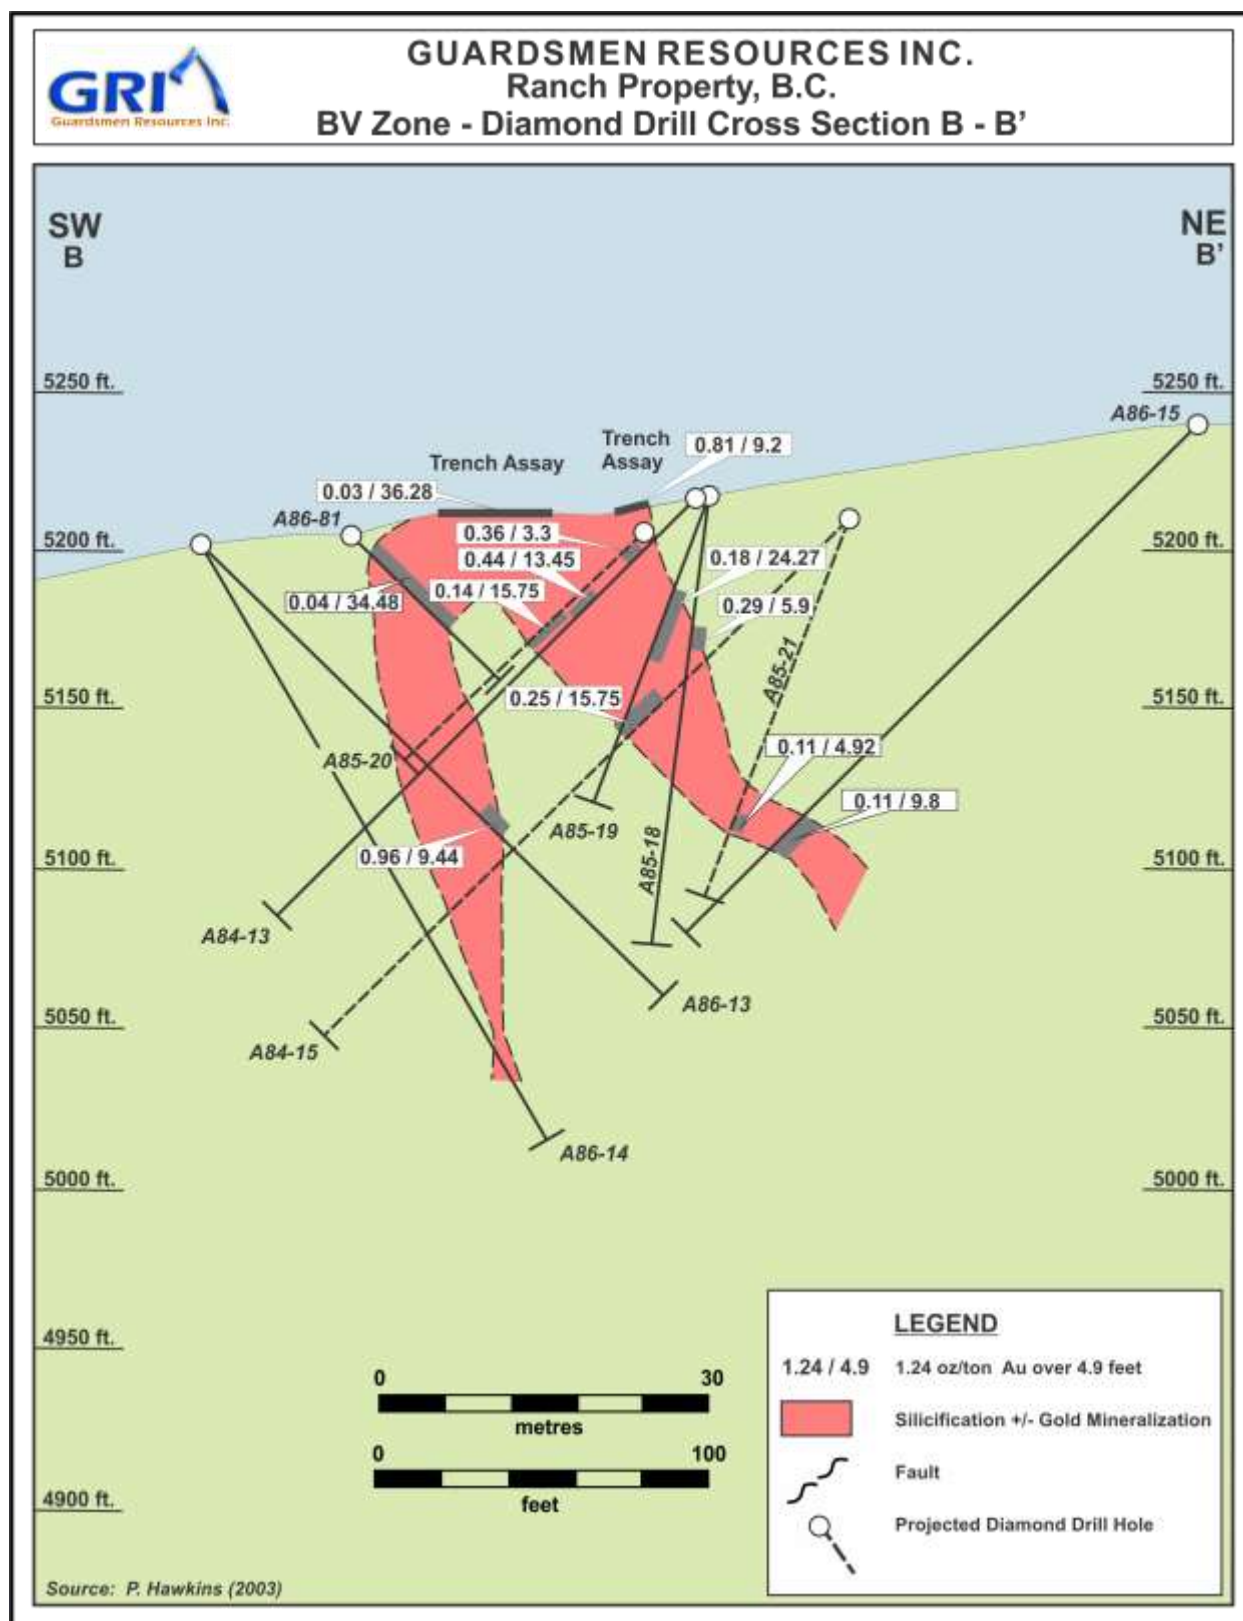 GRI
Guardsmen Resources Inc.
GUARDSMEN RESOURCES INC.
Ranch Property, B.C.
BV Zone - Diamond Drill Cross Section B - B’
SW
B
NE
B’
5250 ft.
5250 ft.
A86-15
Trench
Assay
0.81 / 9.2
Trench Assay
0.03 / 36.28
A86-81
0.36 / 3.3
5200 ft.
5200 ft.
0.44 / 13.45
0.18 / 24.27
0.14 / 15.75
0.04 / 34.48
0.29 / 5.9
A85-21
0.25 / 15.75
5150 ft.
5150 ft.
0.11 / 4.92
A85-20
0.11 / 9.8
A85-19
A85-18
0.96 / 9.44
5100 ft.
5100 ft.
A84-13
A86-13
5050 ft.
5050 ft.
A84-15
A86-14
5000 ft.
5000 ft.
4950 ft.
4900 ft.
0 30
metres
0 100
feet
LEGEND
1.24 / 4.9 1.24 oz/ton Au over 4.9 feet
Silicification +/- Gold Mineralization
Fault
Projected Diamond Drill Hole
Source: P. Hawkins (2003)